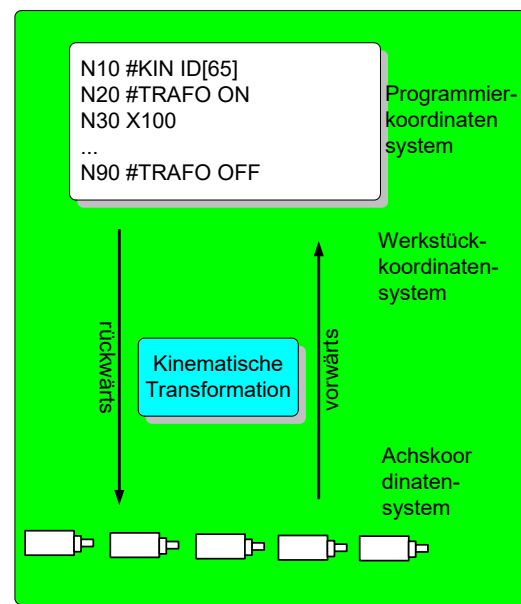 N10 #KIN ID[65]
N20 #TRAFO ON
N30 X100
...
N90 #TRAFO OFF
Programmier-
koordinaten
system
Werkstück-
koordinaten-
system
rückwärts
Kinematische
Transformation
vorwärts
Achskoor
dinaten-
system